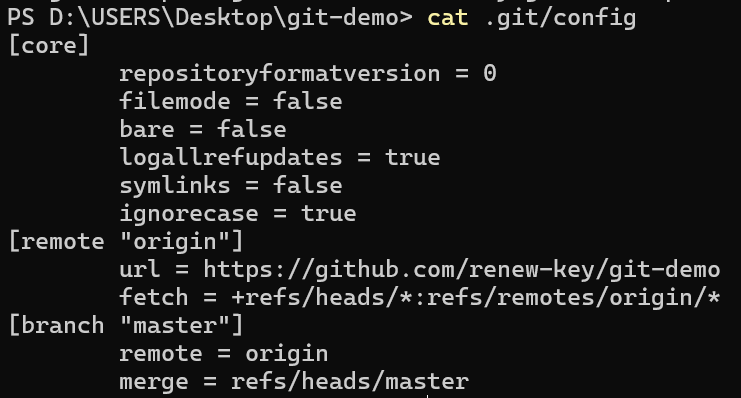 PS D:\USERS\Desktop\git-demo> cat .git/config
[core]
        repositoryformatversion = 0
        filemode = false
        bare = false
        logallrefupdates = true
        symlinks = false
        ignorecase = true
[remote "origin"]
        url = https://github.com/renew-key/git-demo
        fetch = +refs/heads/*:refs/remotes/origin/*
[branch "master"]
        remote = origin
        merge = refs/heads/master